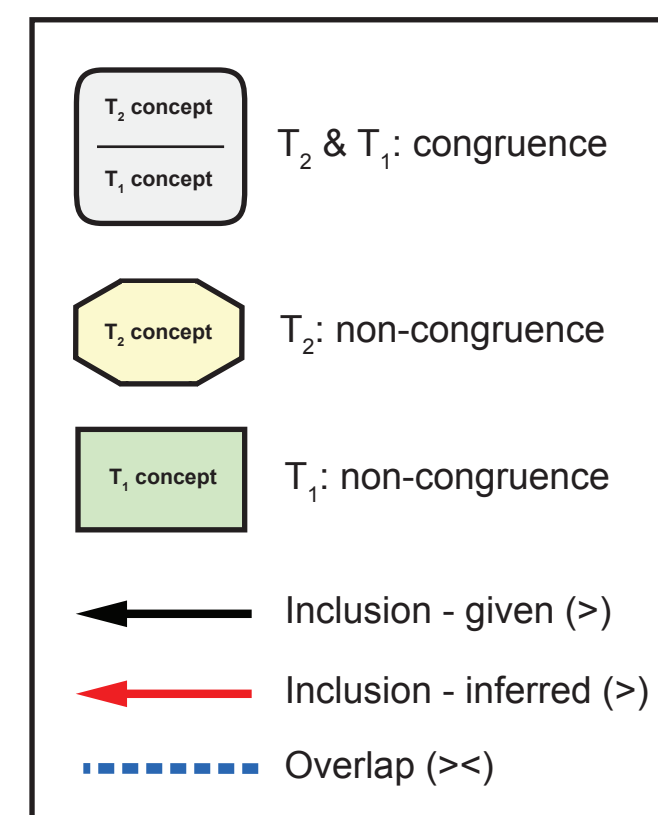 T₂ concept
T₁ concept
T₂ & T₁: congruence
T₂ concept
T₂: non-congruence
T₁ concept
T₁: non-congruence
Inclusion - given (>)
Inclusion - inferred (>)
Overlap (><)